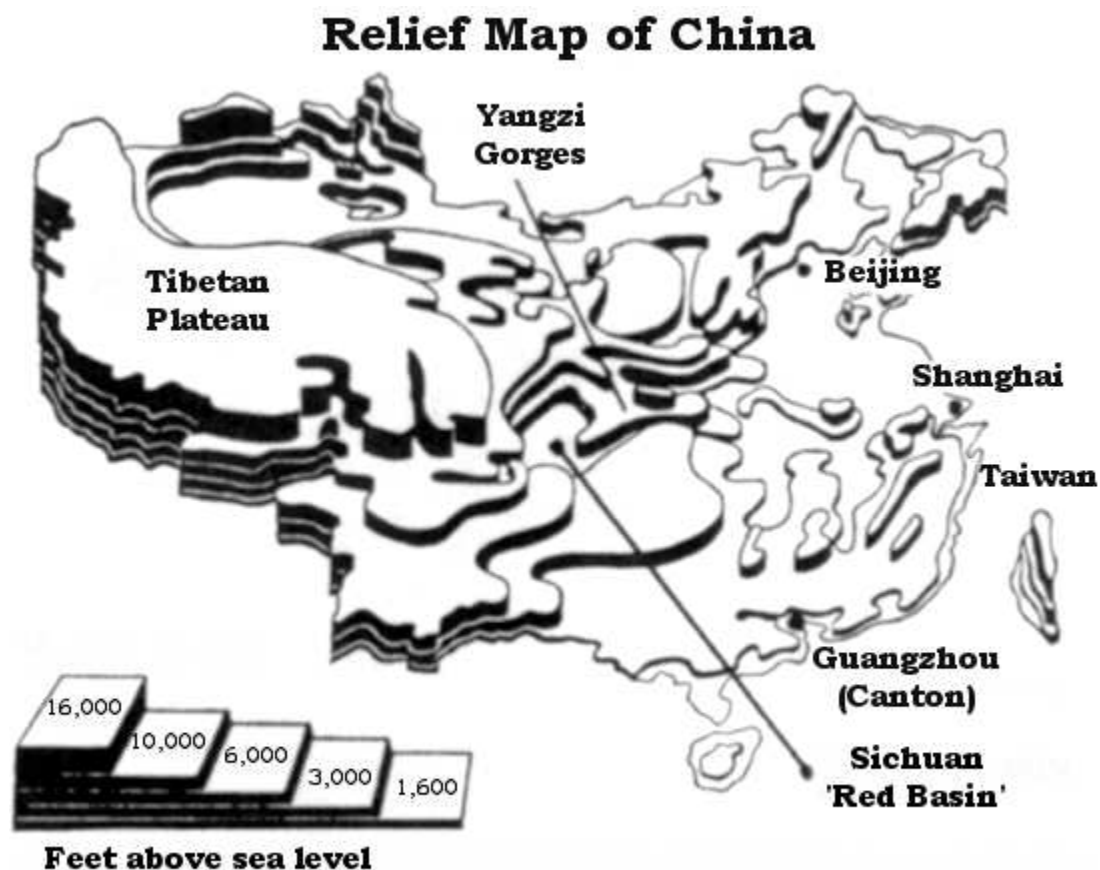 Relief Map of China
Yangzi
Gorges
Tibetan
Plateau
Beijing
Shanghai
Taiwan
Guangzhou
(Canton)
Sichuan
'Red Basin'
16,000
10,000
6,000
3,000
1,600
Feet above sea level